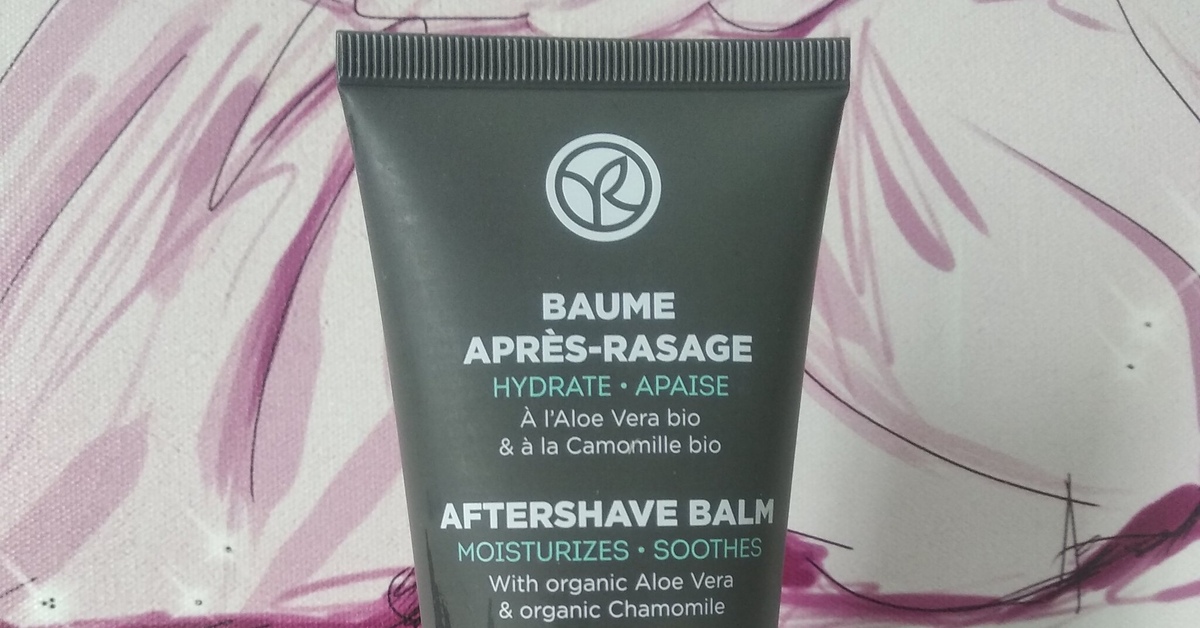 YR
BAUME
APRÈS-RASAGE
HYDRATE • APAISE
À l'Aloe Vera bio
& à la Camomille bio
AFTERSHAVE BALM
MOISTURIZES • SOOTHES
With organic Aloe Vera
& organic Chamomile